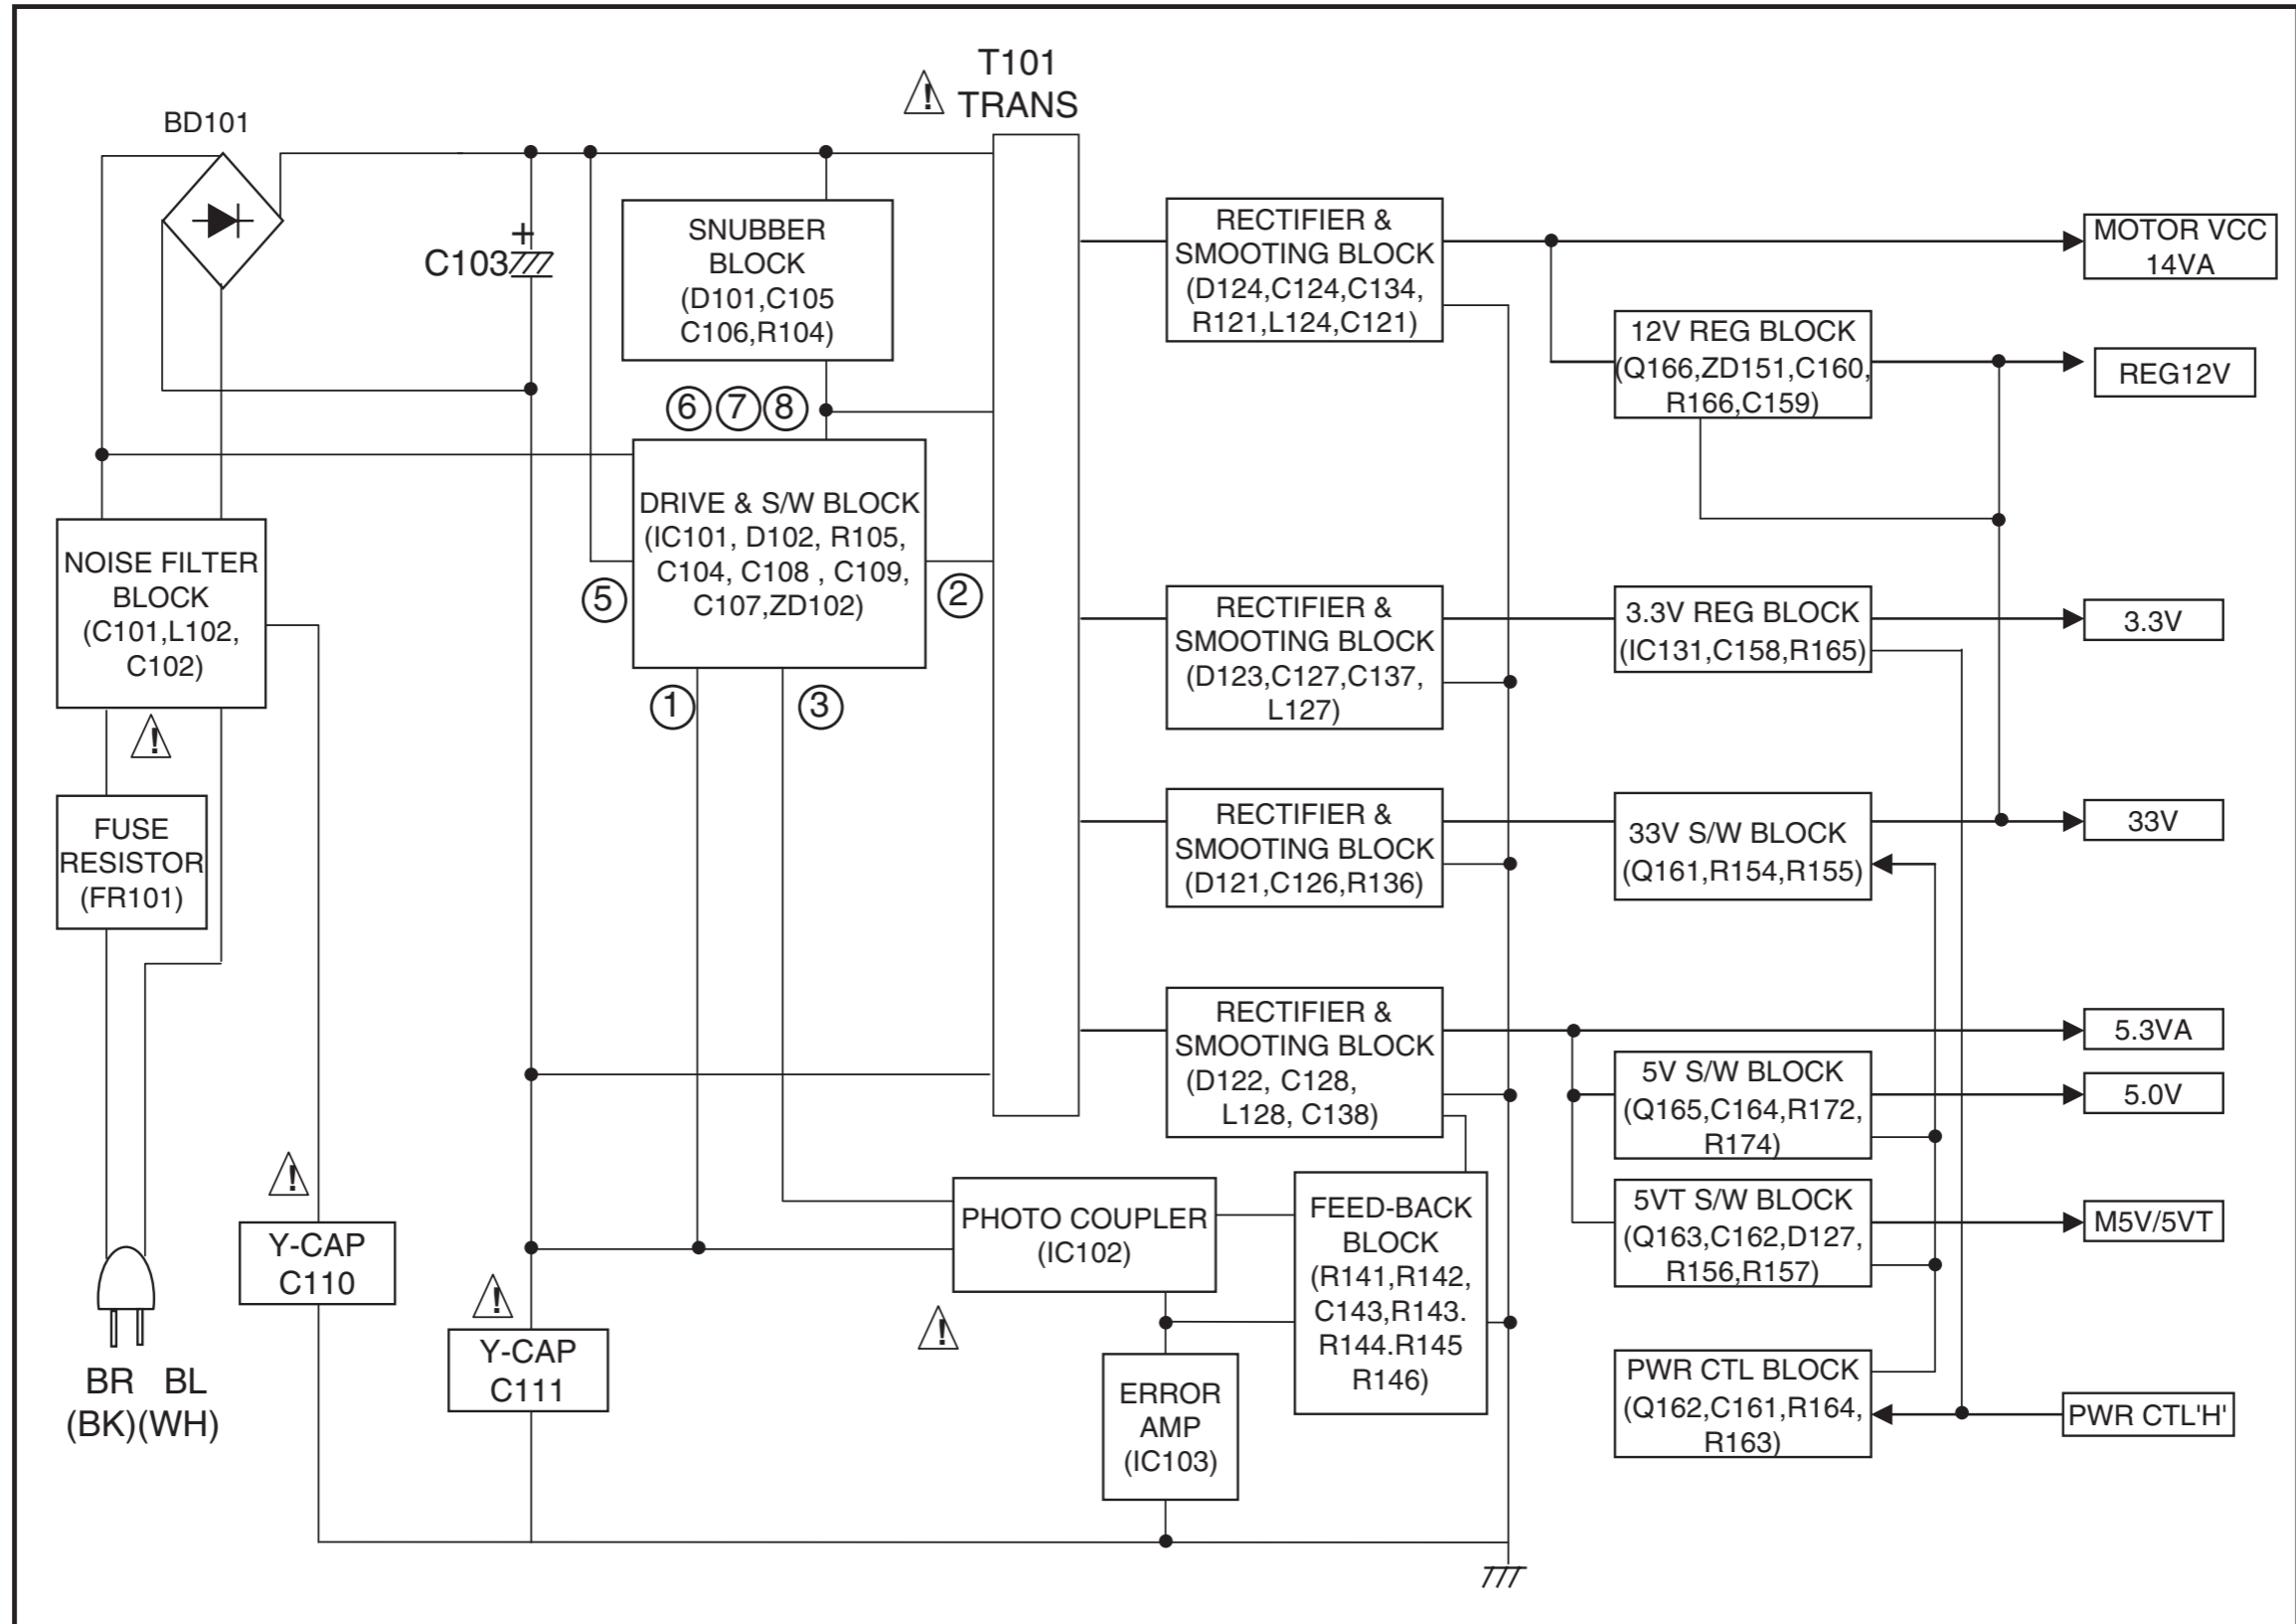 T101
TRANS
BD101
C103
+
SNUBBER
BLOCK
(D101,C105
C106,R104)
⑥⑦⑧
DRIVE & S/W BLOCK
(IC101, D102, R105,
C104, C108 , C109,
C107,ZD102)
⑤
②
①
③
NOISE FILTER
BLOCK
(C101,L102,
C102)
FUSE
RESISTOR
(FR101)
BR BL
(BK)(WH)
Y-CAP
C110
Y-CAP
C111
RECTIFIER &
SMOOTING BLOCK
(D124,C124,C134,
R121,L124,C121)
RECTIFIER &
SMOOTING BLOCK
(D123,C127,C137,
L127)
RECTIFIER &
SMOOTING BLOCK
(D121,C126,R136)
RECTIFIER &
SMOOTING BLOCK
(D122, C128,
L128, C138)
PHOTO COUPLER
(IC102)
FEED-BACK
BLOCK
(R141,R142,
C143,R143.
R144.R145
R146)
ERROR
AMP
(IC103)
12V REG BLOCK
(Q166,ZD151,C160,
R166,C159)
3.3V REG BLOCK
(IC131,C158,R165)
33V S/W BLOCK
(Q161,R154,R155)
5V S/W BLOCK
(Q165,C164,R172,
R174)
5VT S/W BLOCK
(Q163,C162,D127,
R156,R157)
PWR CTL BLOCK
(Q162,C161,R164,
R163)
MOTOR VCC
14VA
REG12V
3.3V
33V
5.3VA
5.0V
M5V/5VT
PWR CTL'H'